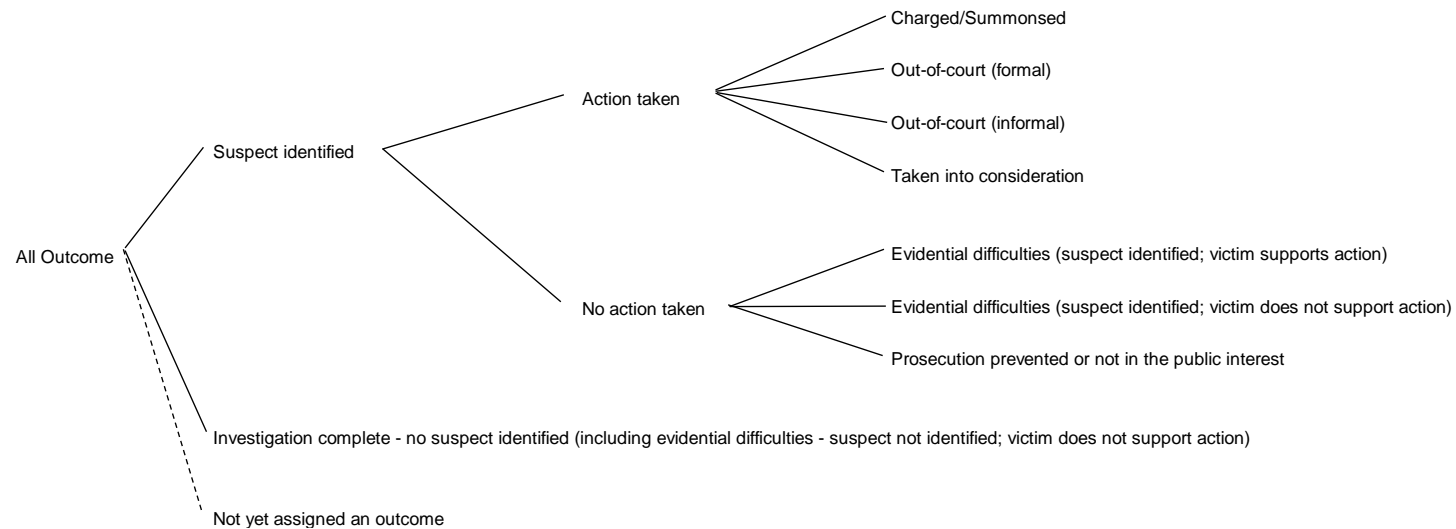 Charged/Summonsed
Out-of-court (formal)
Action taken
Out-of-court (informal)
Suspect identified
Taken into consideration
All Outcome
Evidential difficulties (suspect identified; victim supports action)
No action taken
Evidential difficulties (suspect identified; victim does not support action)
Prosecution prevented or not in the public interest
Investigation complete - no suspect identified (including evidential difficulties - suspect not identified; victim does not support action)
Not yet assigned an outcome